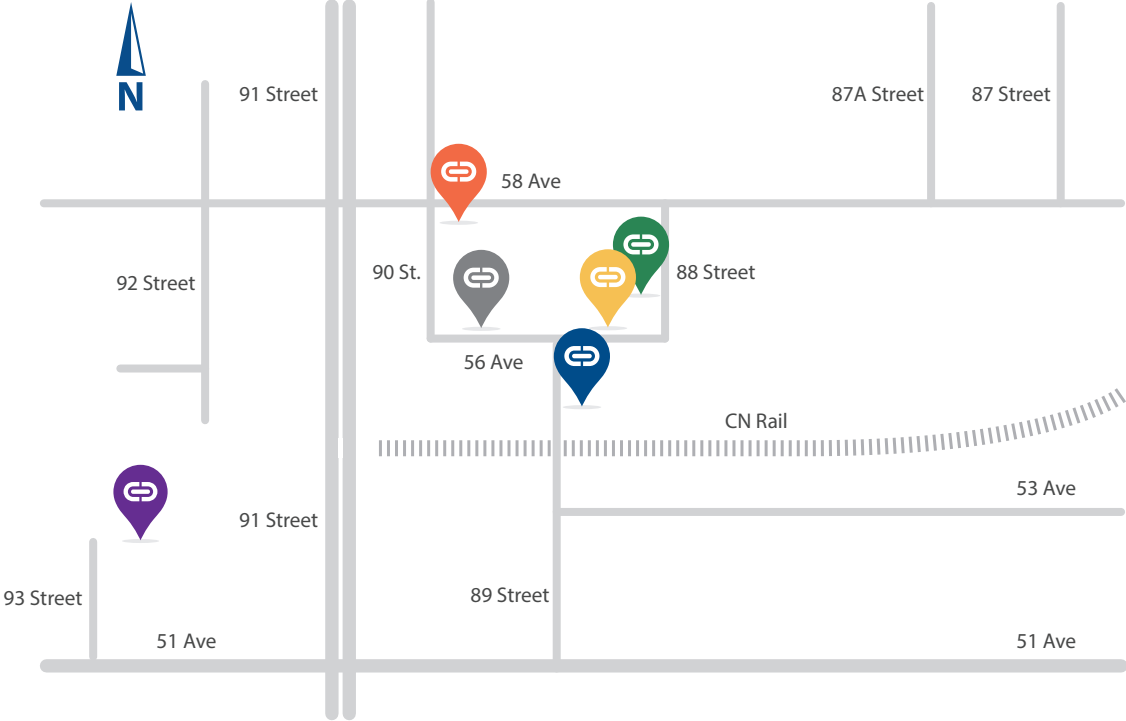 N
91 Street
87A Street
87 Street
58 Ave
90 St.
88 Street
92 Street
56 Ave
CN Rail
53 Ave
91 Street
93 Street
89 Street
51 Ave
51 Ave